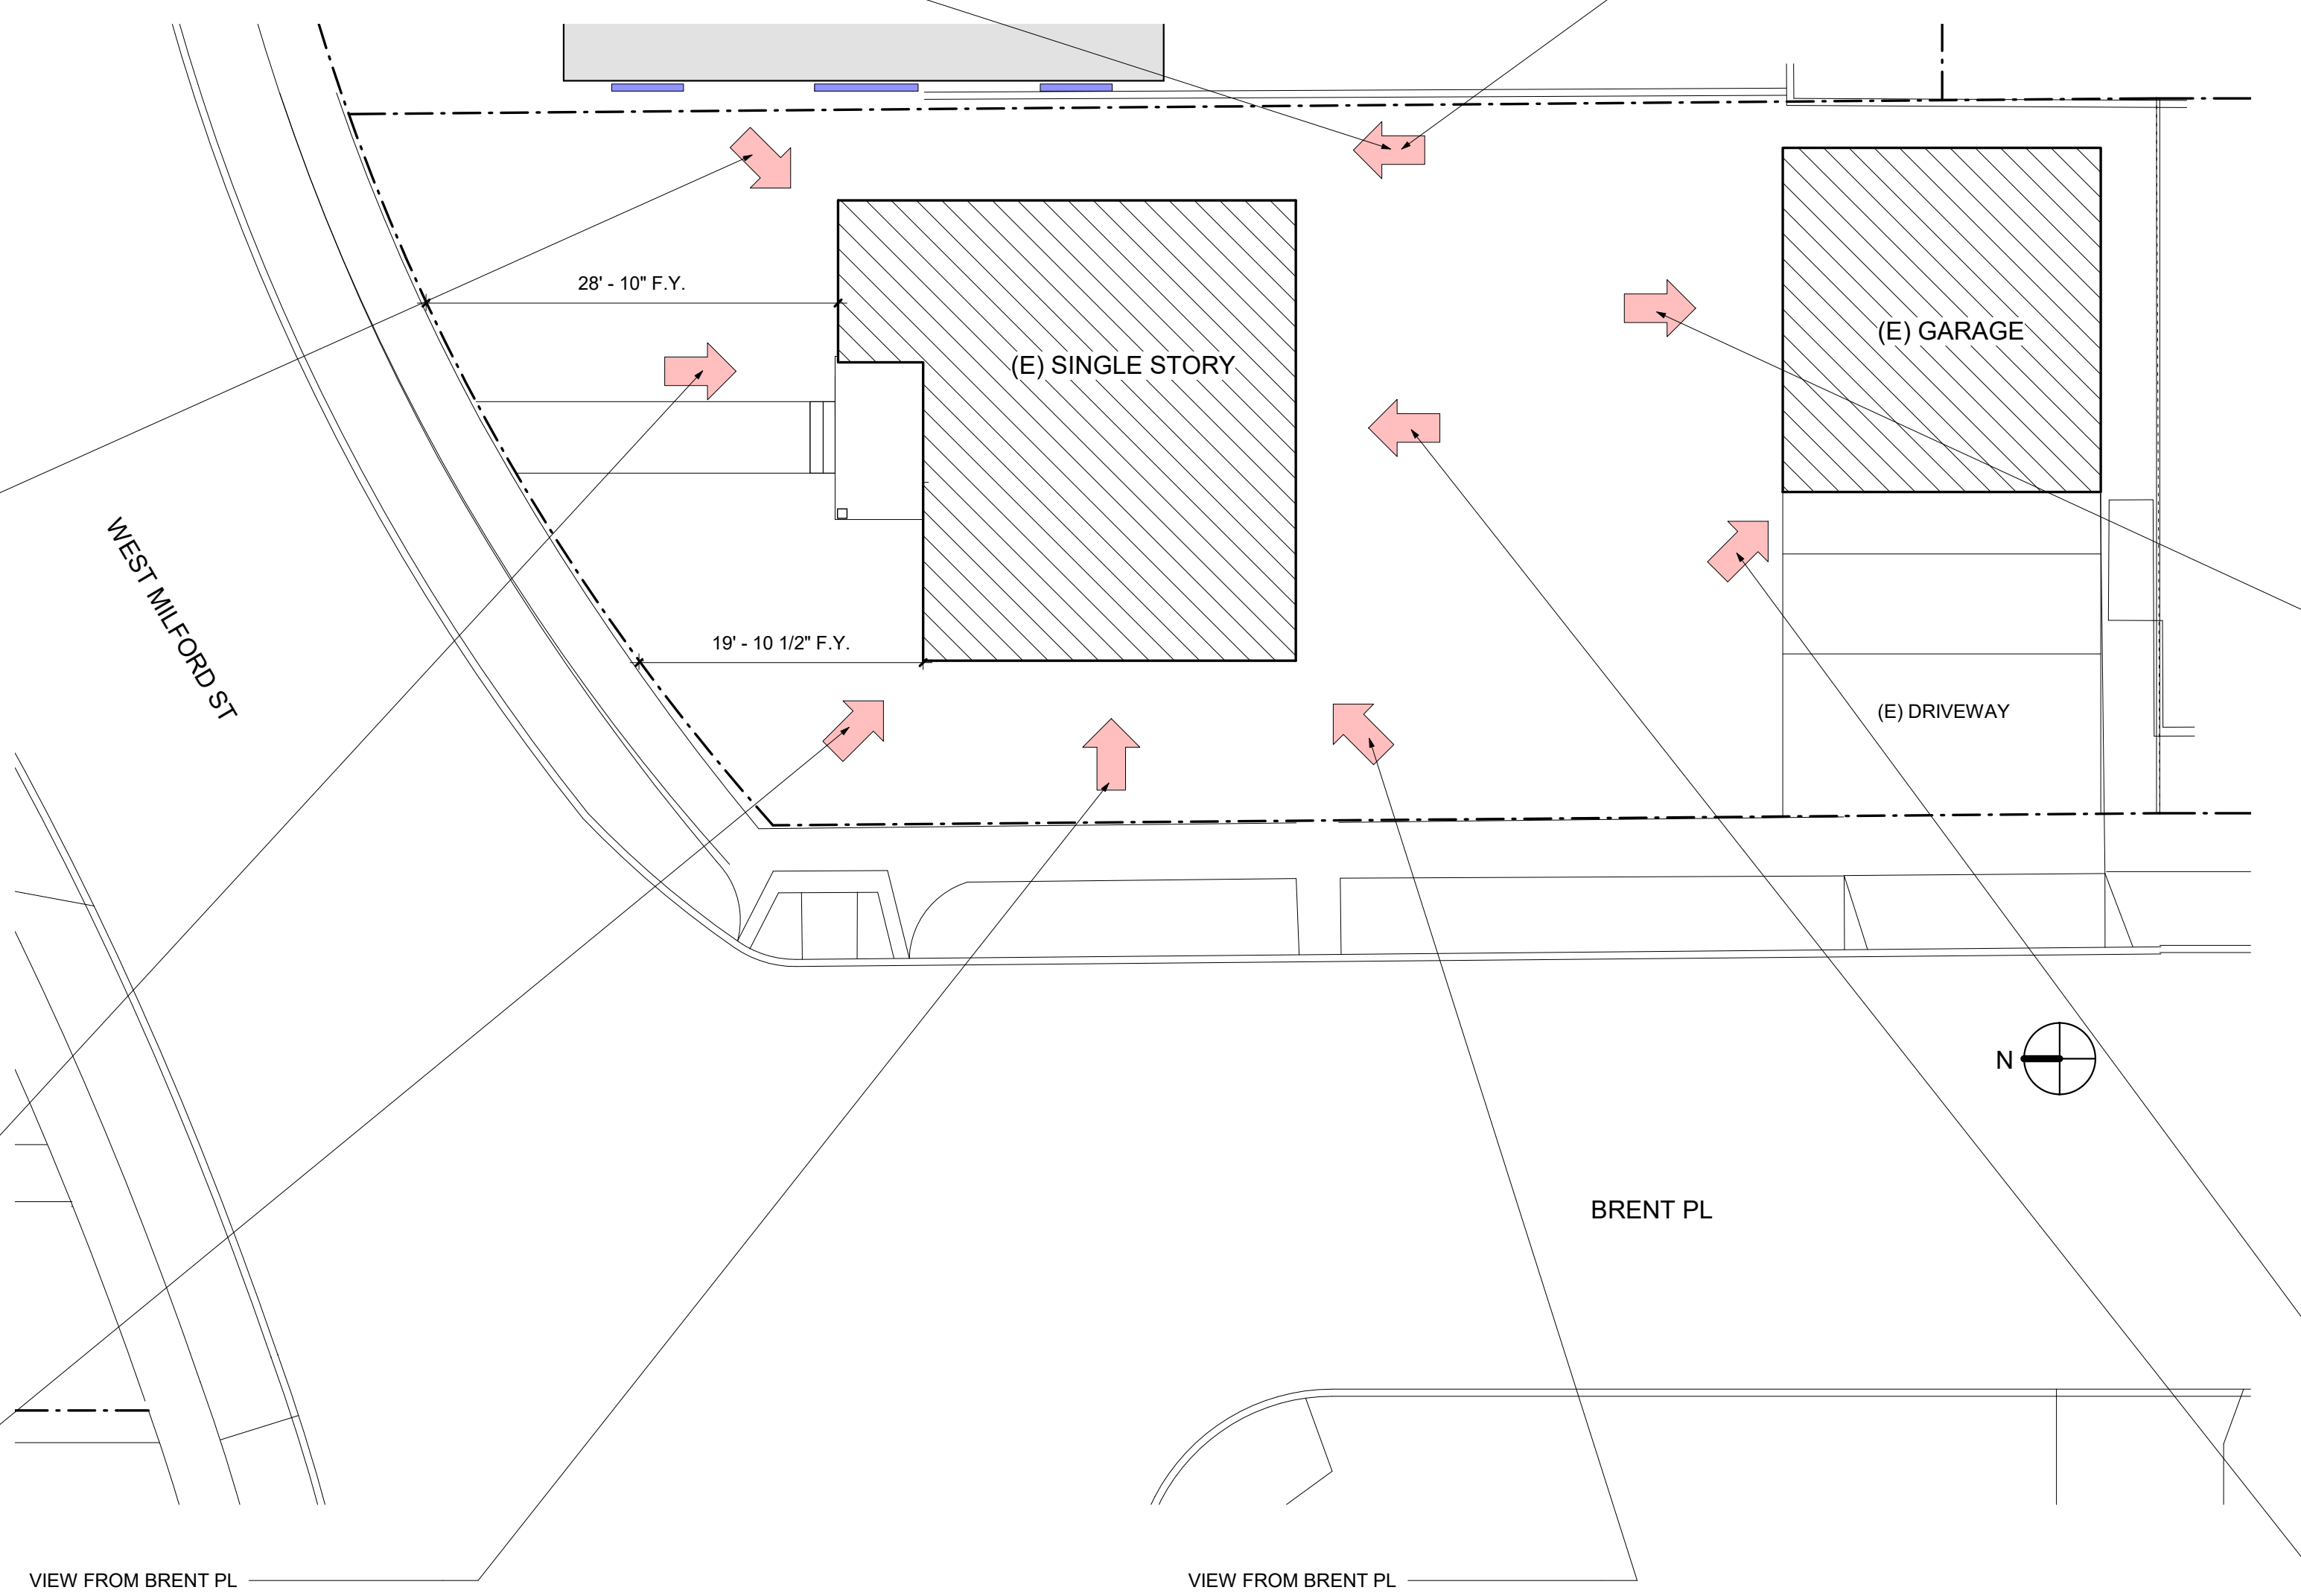 28' - 10" F.Y.
(E) GARAGE
(E) SINGLE STORY
WEST MILFORD ST
19' - 10 1/2" F.Y.
(E) DRIVEWAY
N
BRENT PL
VIEW FROM BRENT PL
VIEW FROM BRENT PL